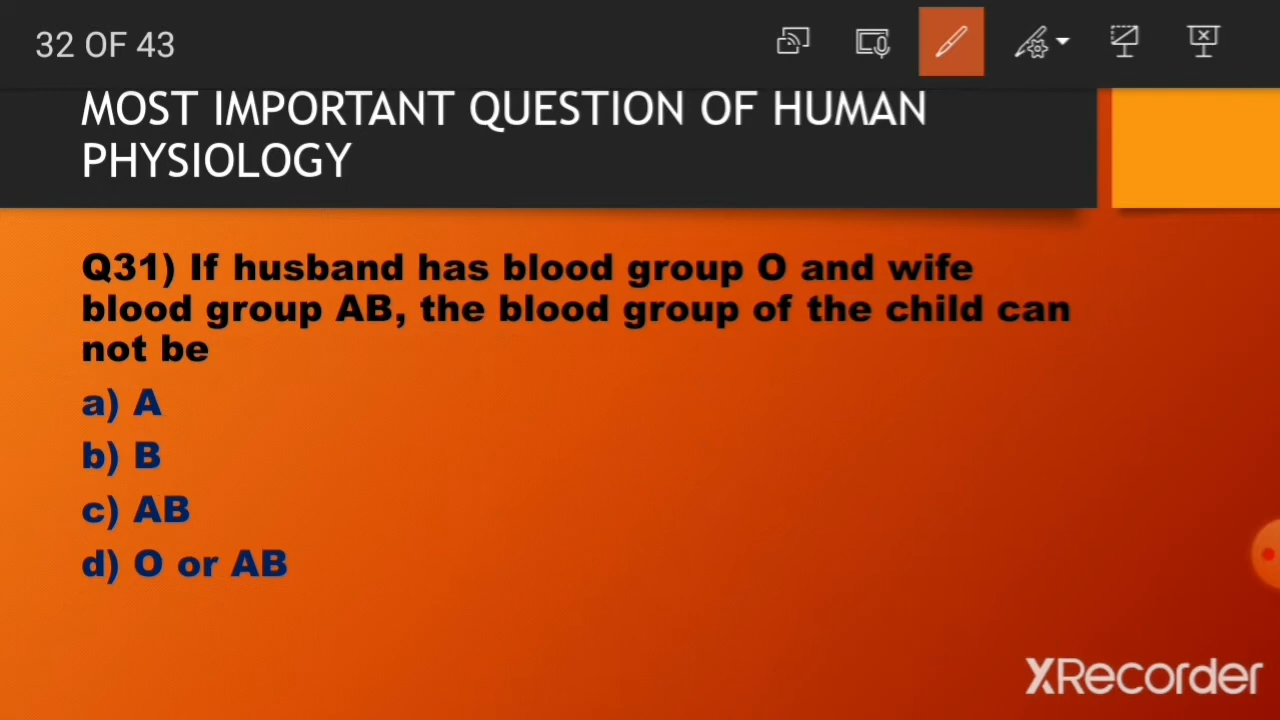 32 OF 43
MOST IMPORTANT QUESTION OF HUMAN
PHYSIOLOGY
Q31) If husband has blood group O and wife
blood group AB, the blood group of the child can
not be
a) A
b) B
c) AB
d) O or AB
XRecorder